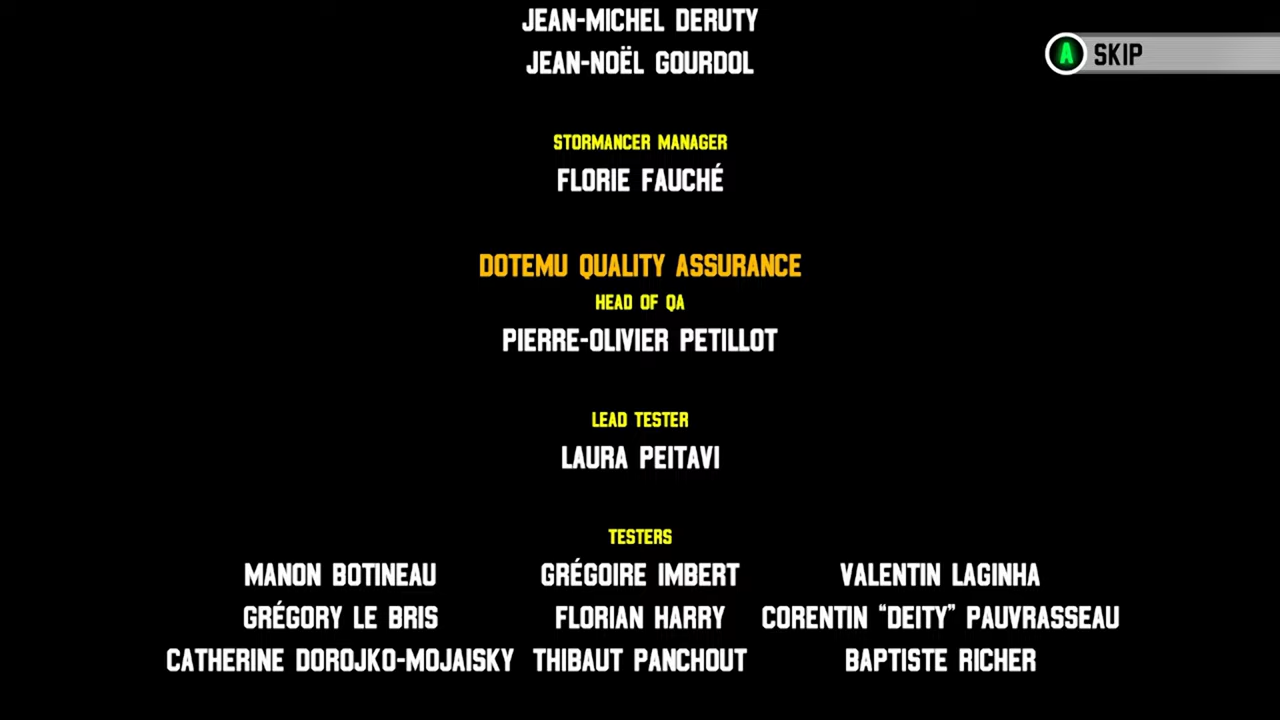 JEAN-MICHEL DERUTY
JEAN-NOËL GOURDOL
A SKIP
STORMANCER MANAGER
FLORIE FAUCHÉ
DOTEMU QUALITY ASSURANCE
HEAD OF QA
PIERRE-OLIVIER PETILLOT
LEAD TESTER
LAURA PEITAVI
TESTERS
MANON BOTINEAU GRÉGOIRE IMBERT VALENTIN LAGINHA
GRÉGORY LE BRIS FLORIAN HARRY CORENTIN “DEITY” PAUVRASSEAU
CATHERINE DOROJKO-MOJAISKY THIBAUT PANCHOUT BAPTISTE RICHER